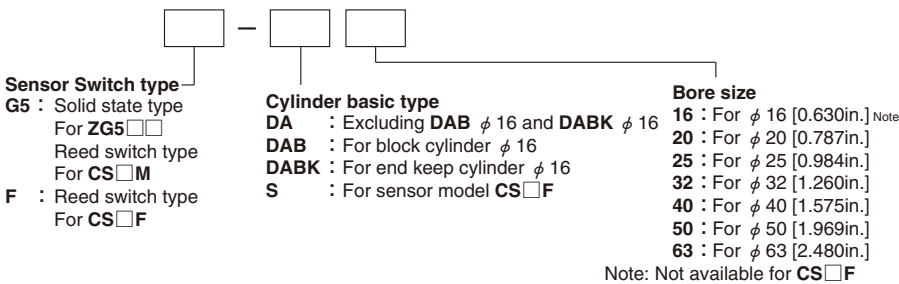 –
Sensor Switch type
G5 : Solid state type
For ZG5□□
Reed switch type
For CS□M
F : Reed switch type
For CS□F
Cylinder basic type
DA : Excluding DAB φ 16 and DABK φ 16
DAB : For block cylinder φ 16
DABK : For end keep cylinder φ 16
S : For sensor model CS□F
Bore size
16 : For φ 16 [0.630in.] Note
20 : For φ 20 [0.787in.]
25 : For φ 25 [0.984in.]
32 : For φ 32 [1.260in.]
40 : For φ 40 [1.575in.]
50 : For φ 50 [1.969in.]
63 : For φ 63 [2.480in.]
Note: Not available for CS□F